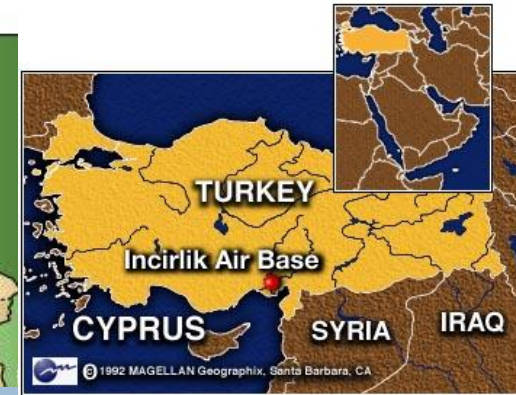 TURKEY
Incirlik Air Base
CYPRUS
SYRIA
IRAQ
© 1992 MAGELLAN Geographix, Santa Barbara, CA